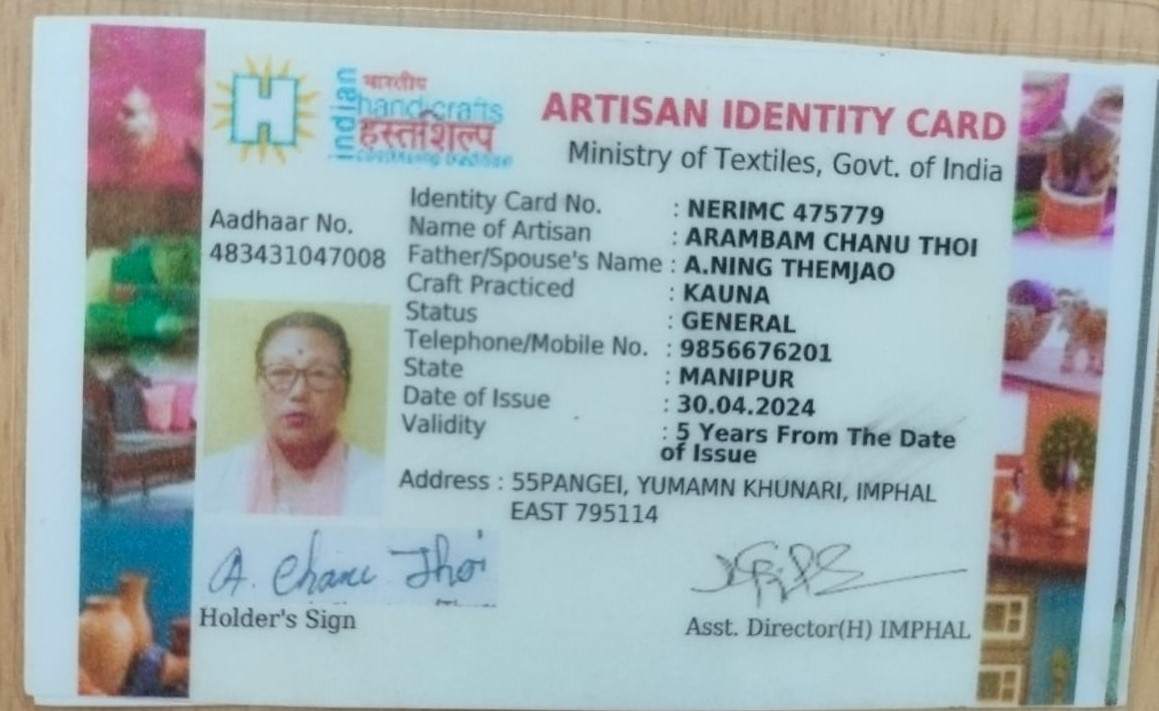 indian
भारतीय
handicrafts
हस्तशिल्प
continuing tradition
ARTISAN IDENTITY CARD
Ministry of Textiles, Govt. of India
Aadhaar No.
483431047008
Identity Card No. : NERIMC 475779
Name of Artisan : ARAMBAM CHANU THOI
Father/Spouse's Name : A.NING THEMJAO
Craft Practiced : KAUNA
Status : GENERAL
Telephone/Mobile No. : 9856676201
State : MANIPUR
Date of Issue : 30.04.2024
Validity : 5 Years From The Date
of Issue
Address : 55PANGEI, YUMAMN KHUNARI, IMPHAL
EAST 795114
A. Chanu Thoi
Holder's Sign
Asst. Director(H) IMPHAL